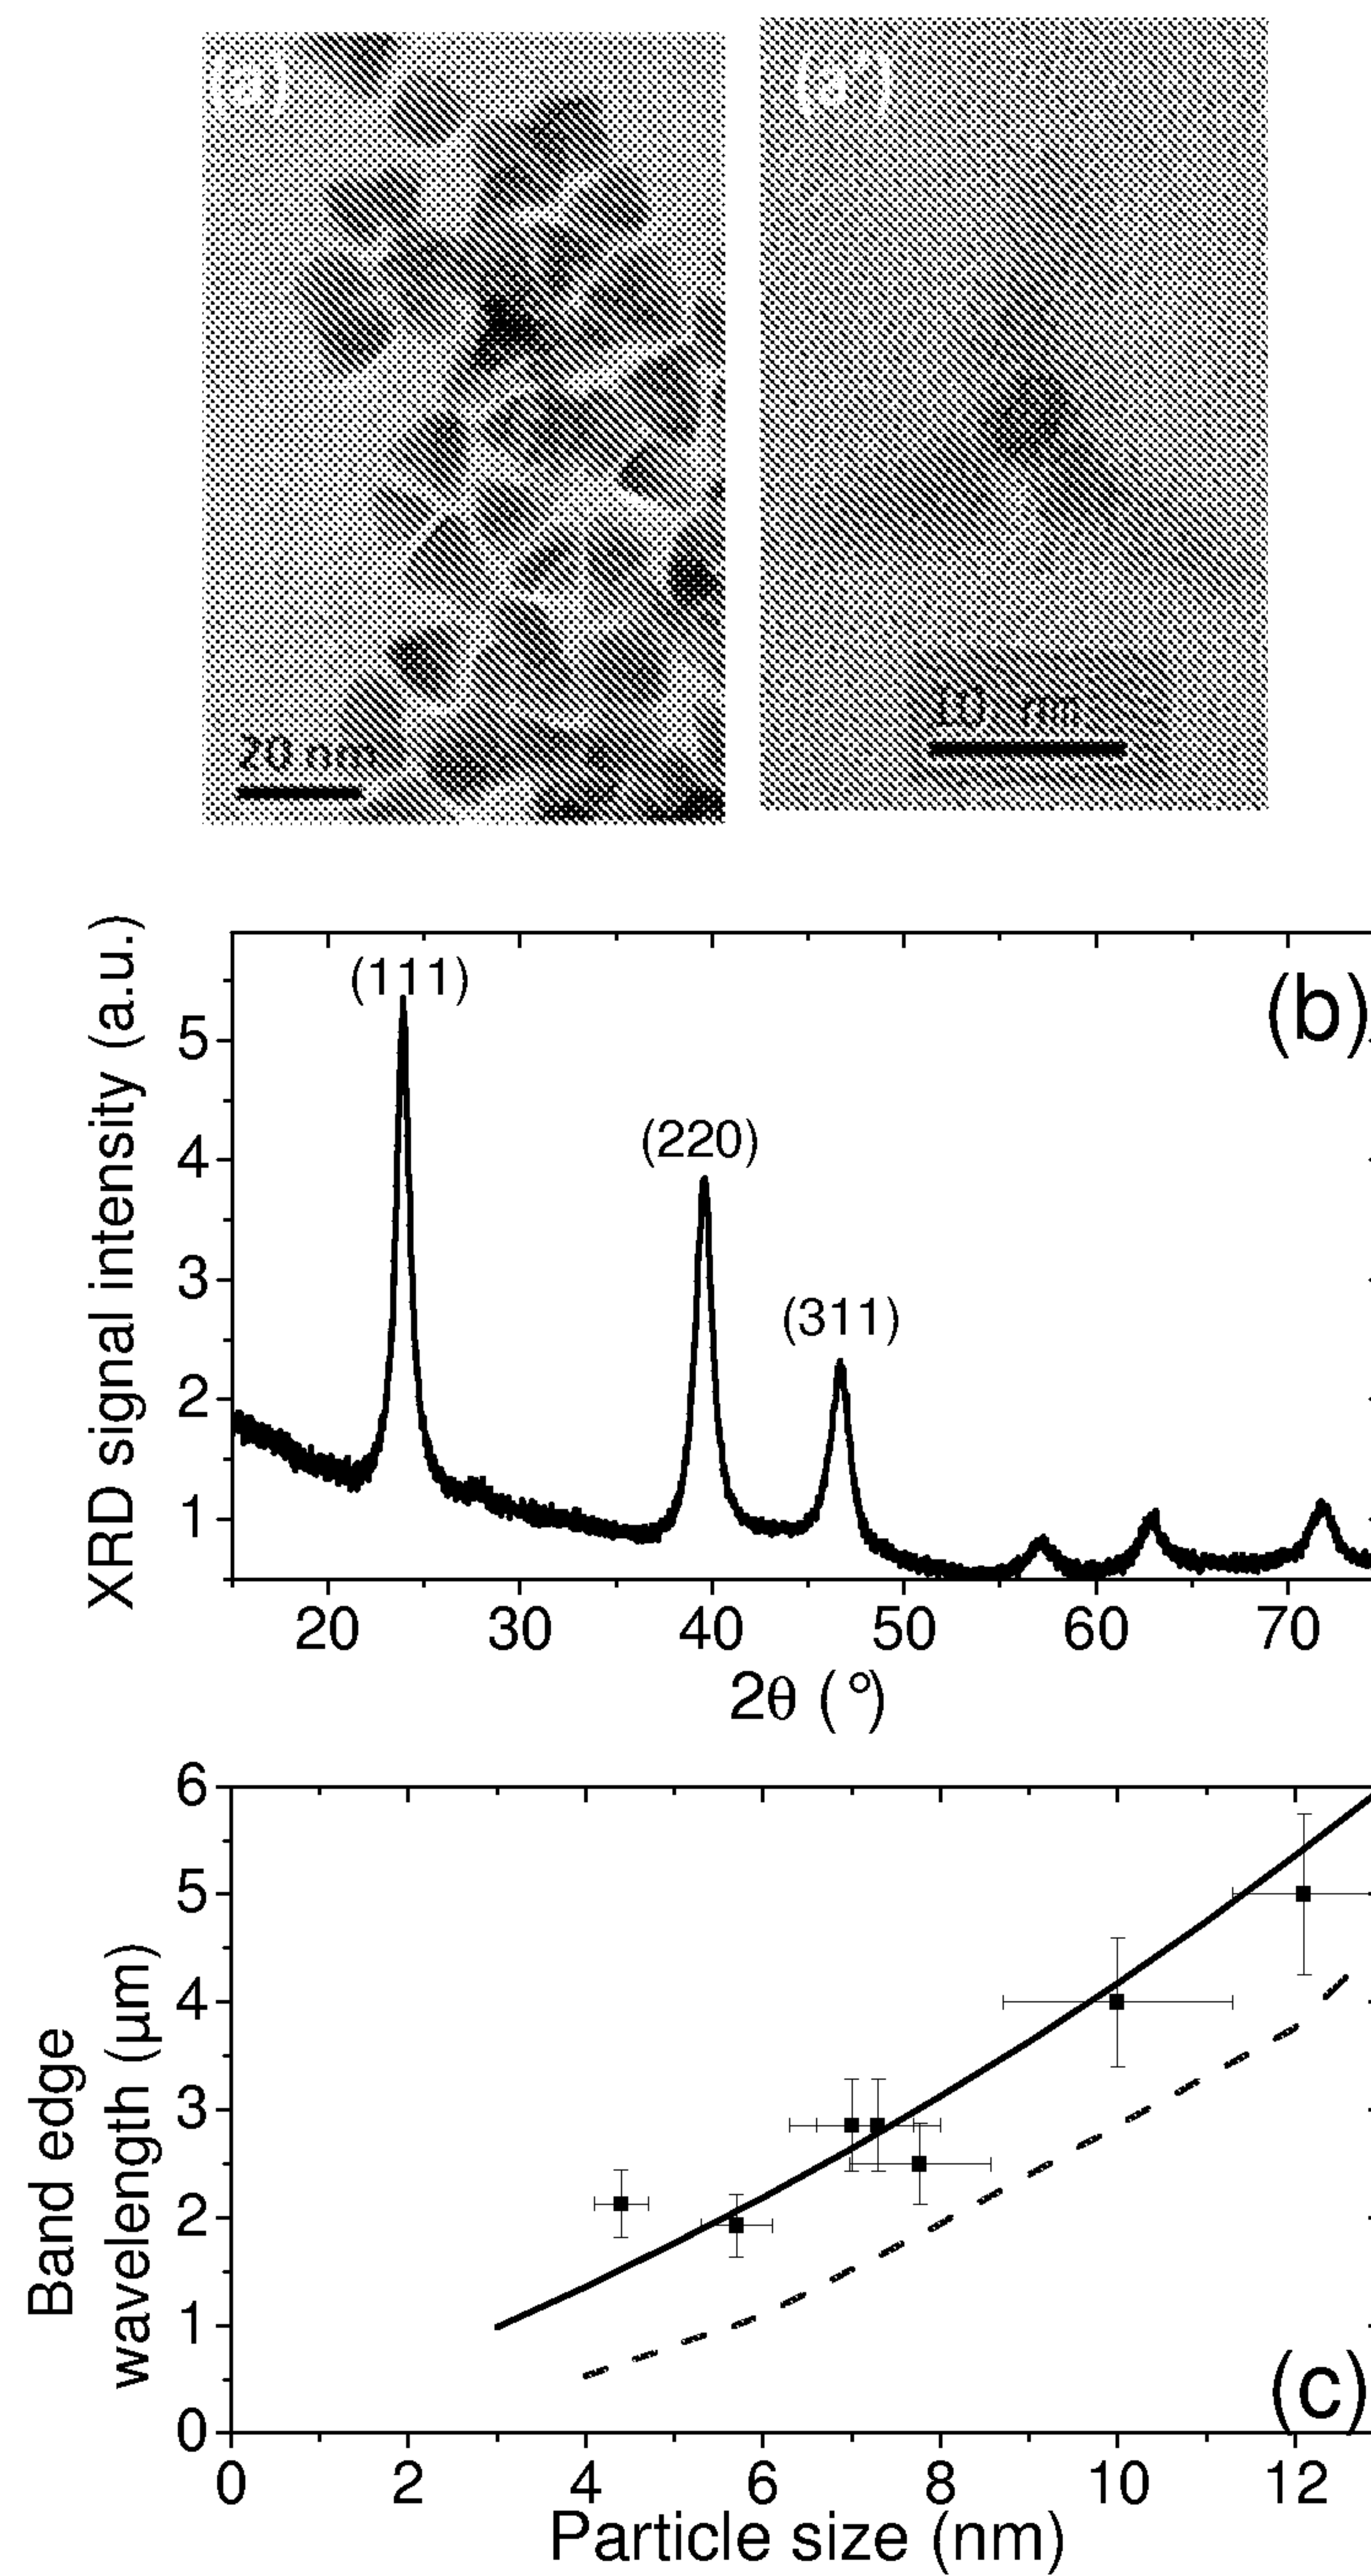 (a)
(a')
20 nm
10 nm
(b)
XRD signal intensity (a.u.)
5
4
3
2
1
(111)
(220)
(311)
20 30 40 50 60 70
2θ (°)
6
5
4
3
2
1
0
Band edge
wavelength (µm)
(c)
0 2 4 6 8 10 12
Particle size (nm)